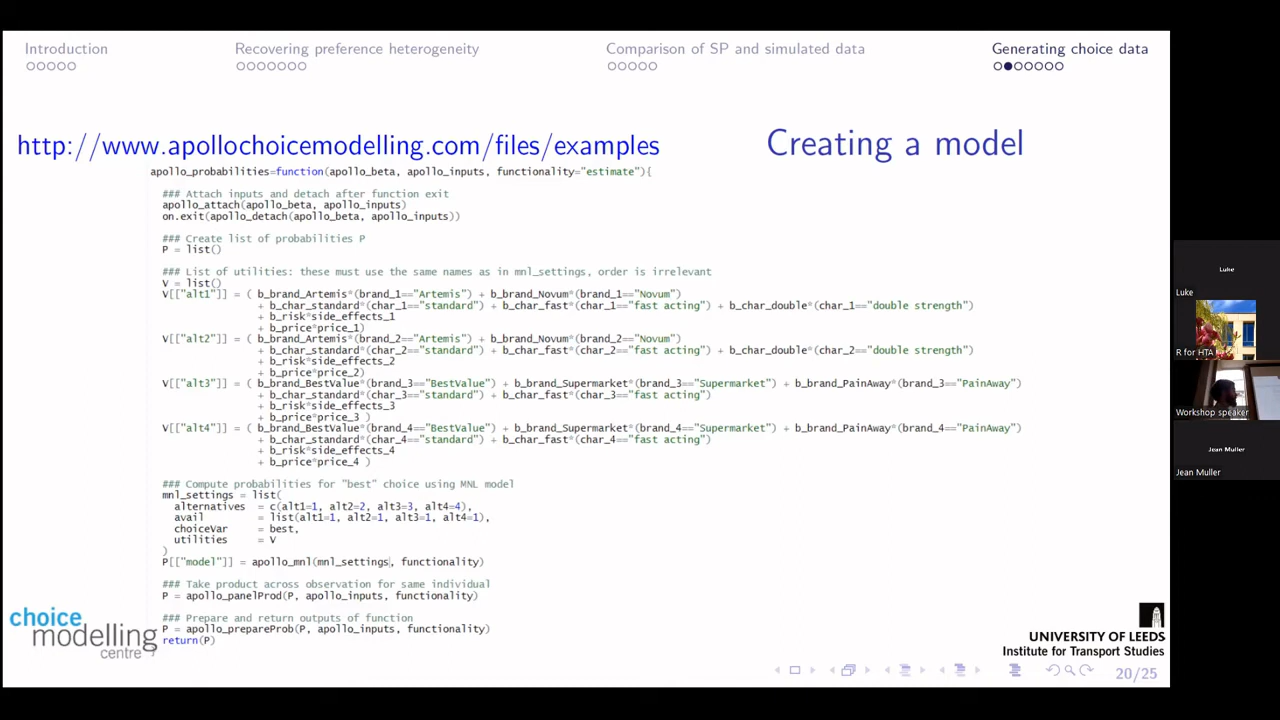 Introduction
Recovering preference heterogeneity
Comparison of SP and simulated data
Generating choice data
http://www.apollochoicemodelling.com/files/examples
Creating a model
apollo_probabilities=function(apollo_beta, apollo_inputs, functionality="estimate"){
### Attach inputs and detach after function exit
apollo_attach(apollo_beta, apollo_inputs)
on.exit(apollo_detach(apollo_beta, apollo_inputs))
### Create list of probabilities P
P = list()
### List of utilities: these must use the same names as in mnl_settings, order is irrelevant
V = list()
V[["alt1"]] = ( b_brand_Artemis*(brand_1=="Artemis") + b_brand_Novum*(brand_1=="Novum")
+ b_char_standard*(char_1=="standard") + b_char_fast*(char_1=="fast acting") + b_char_double*(char_1=="double strength")
+ b_risk*side_effects_1
+ b_price*price_1)
V[["alt2"]] = ( b_brand_Artemis*(brand_2=="Artemis") + b_brand_Novum*(brand_2=="Novum")
+ b_char_standard*(char_2=="standard") + b_char_fast*(char_2=="fast acting") + b_char_double*(char_2=="double strength")
+ b_risk*side_effects_2
+ b_price*price_2)
V[["alt3"]] = ( b_brand_BestValue*(brand_3=="BestValue") + b_brand_Supermarket*(brand_3=="Supermarket") + b_brand_PainAway*(brand_3=="PainAway")
+ b_char_standard*(char_3=="standard") + b_char_fast*(char_3=="fast acting")
+ b_risk*side_effects_3
+ b_price*price_3 )
V[["alt4"]] = ( b_brand_BestValue*(brand_4=="BestValue") + b_brand_Supermarket*(brand_4=="Supermarket") + b_brand_PainAway*(brand_4=="PainAway")
+ b_char_standard*(char_4=="standard") + b_char_fast*(char_4=="fast acting")
+ b_risk*side_effects_4
+ b_price*price_4 )
### Compute probabilities for "best" choice using MNL model
mnl_settings = list(
alternatives = c(alt1=1, alt2=2, alt3=3, alt4=4),
avail = list(alt1=1, alt2=1, alt3=1, alt4=1),
choiceVar = best,
utilities = V
)
P[["model"]] = apollo_mnl(mnl_settings, functionality)
### Take product across observation for same individual
P = apollo_panelProd(P, apollo_inputs, functionality)
### Prepare and return outputs of function
P = apollo_prepareProb(P, apollo_inputs, functionality)
return(P)
choice
modelling
centre
UNIVERSITY OF LEEDS
Institute for Transport Studies
20/25
Luke
Luke
R for HTA
Workshop speaker
Jean Muller
Jean Muller